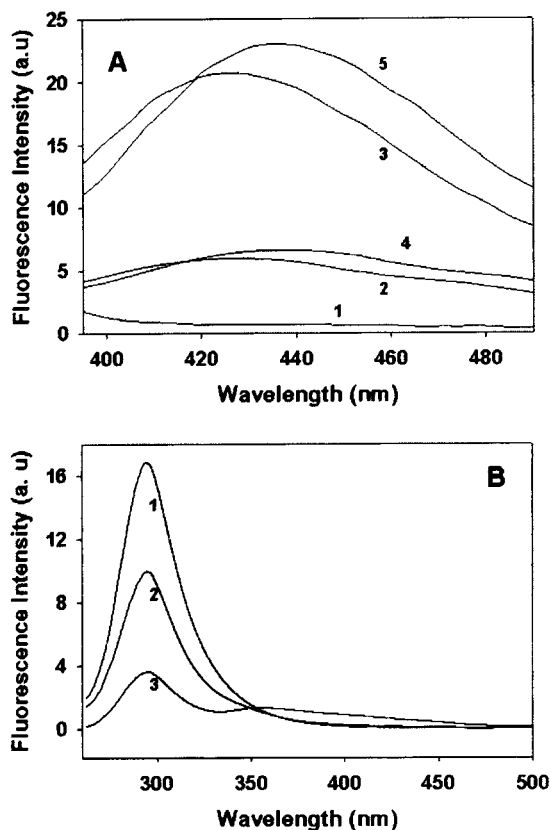 25
20
15
10
5
0
Fluorescence Intensity (a.u)
A
5
3
4
2
1
400 420 440 460 480
Wavelength (nm)
16
12
8
4
0
Fluorescence Intensity (a. u)
B
1
2
3
300 350 400 450 500
Wavelength (nm)